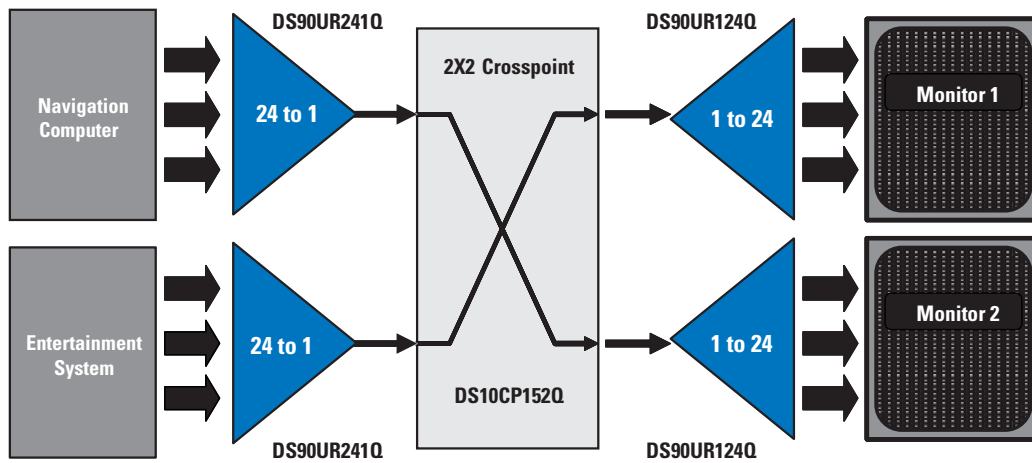 DS90UR241Q
DS90UR124Q
2X2 Crosspoint
Navigation
Computer
24 to 1
1 to 24
Monitor 1
Entertainment
System
24 to 1
1 to 24
Monitor 2
DS10CP152Q
DS90UR241Q
DS90UR124Q